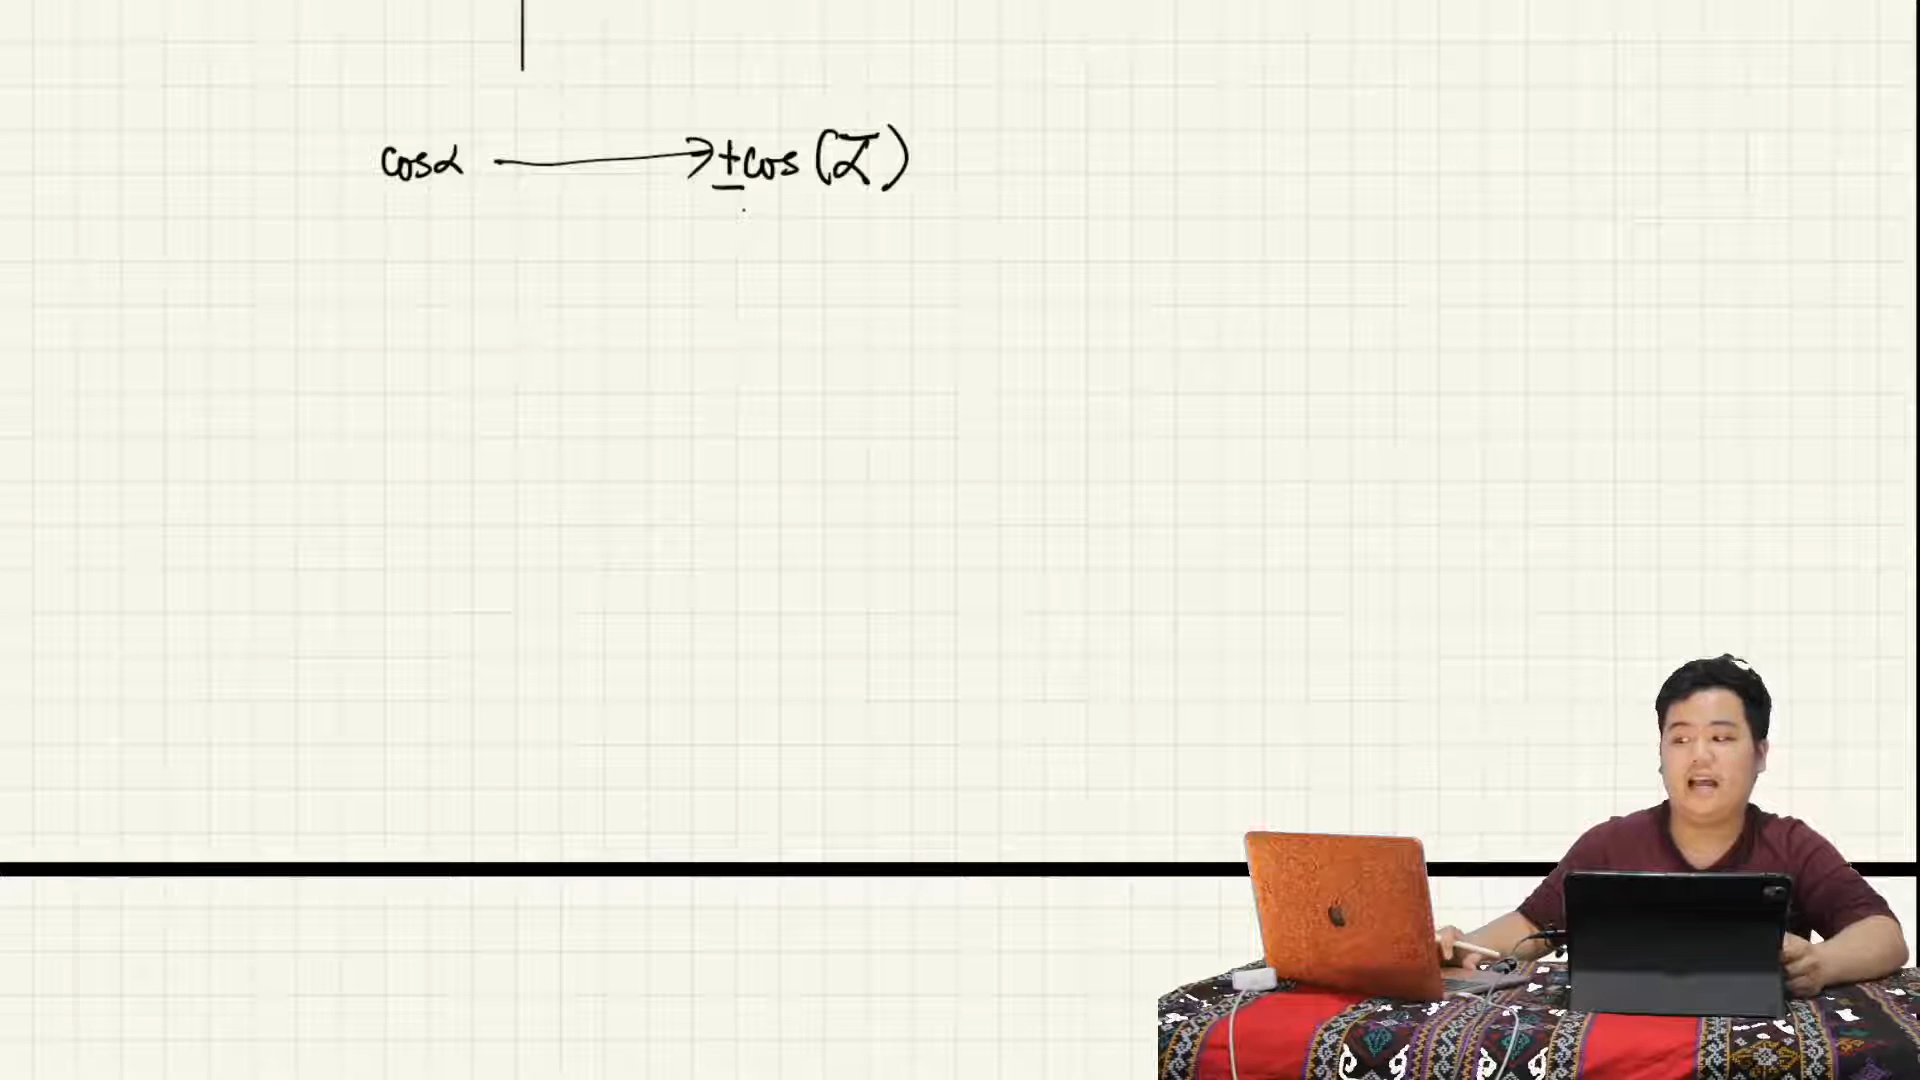 cosα → ±cos(ᾱ)